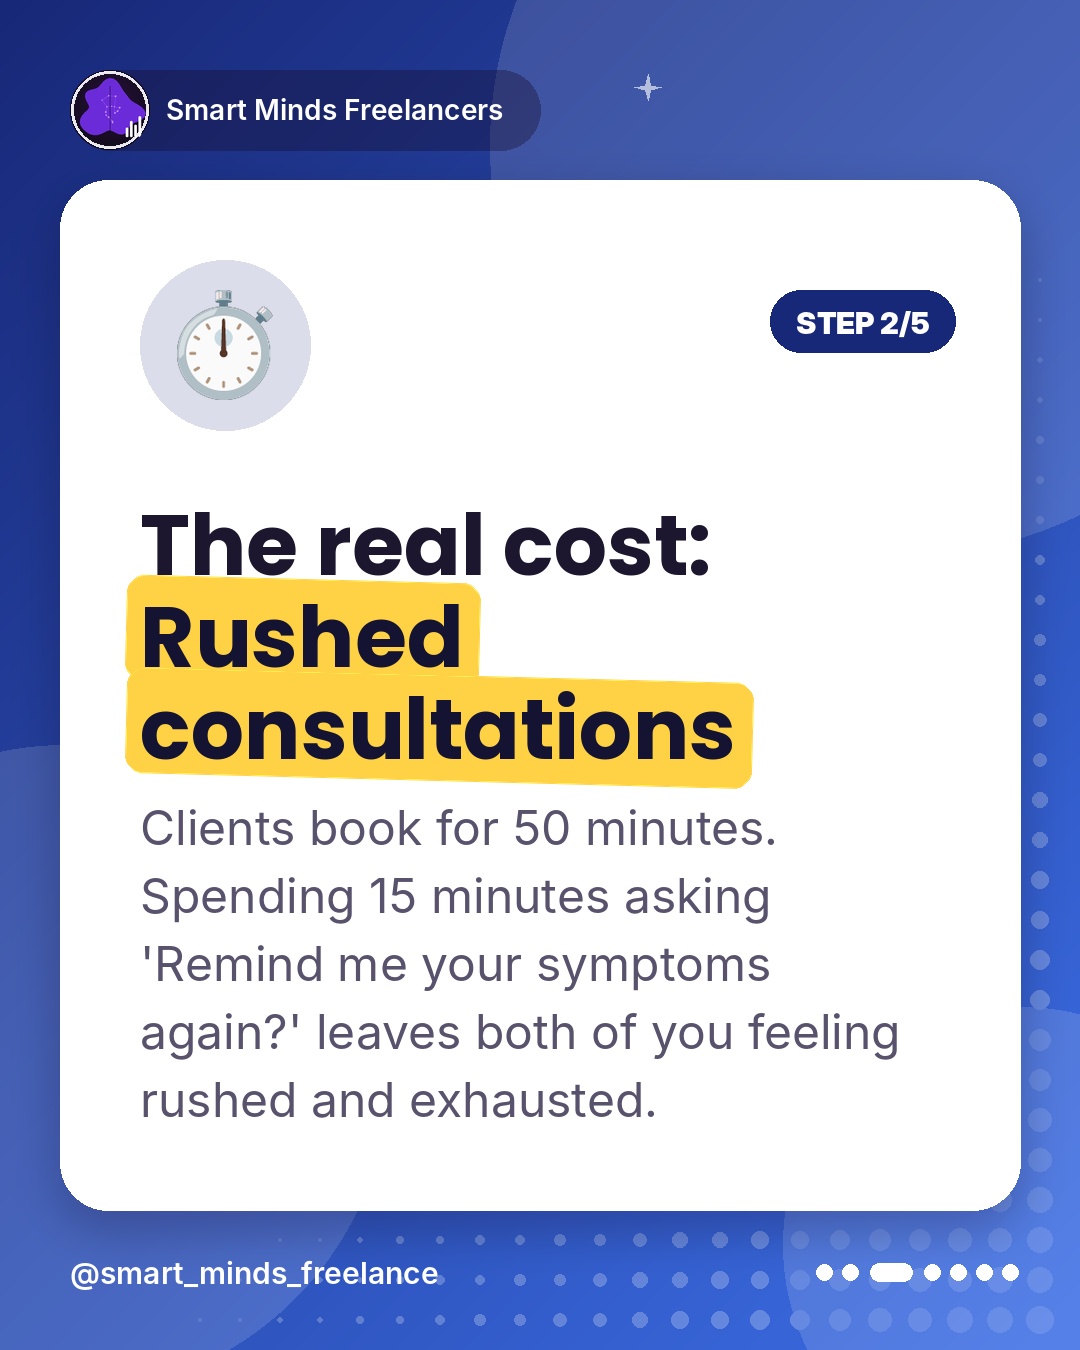 Smart Minds Freelancers
STEP 2/5
The real cost:
Rushed
consultations
Clients book for 50 minutes.
Spending 15 minutes asking
'Remind me your symptoms
again?' leaves both of you feeling
rushed and exhausted.
@smart_minds_freelance